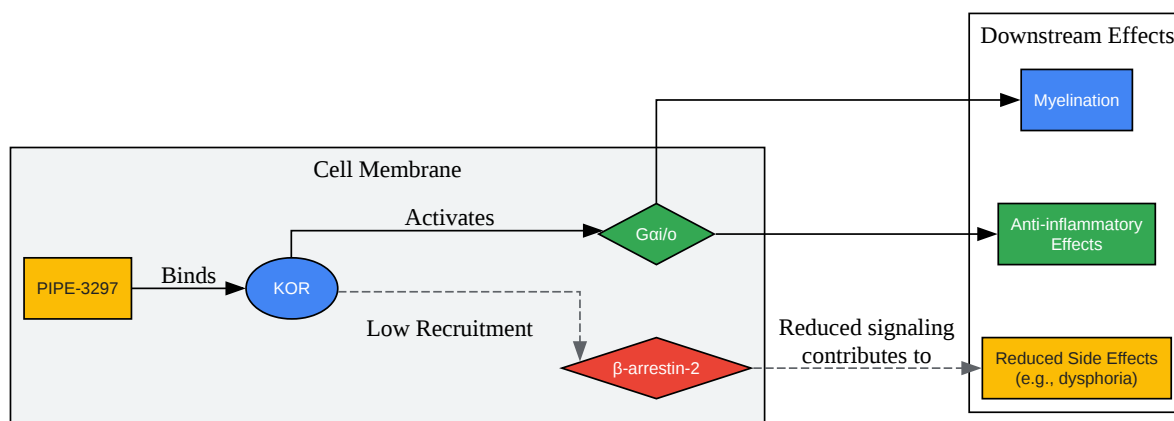 Downstream Effects
Myelination
Cell Membrane
Activates
Gαi/o
Anti-inflammatory
Effects
PIPE-3297
Binds
KOR
Low Recruitment
β-arrestin-2
Reduced signaling
contributes to
Reduced Side Effects
(e.g., dysphoria)